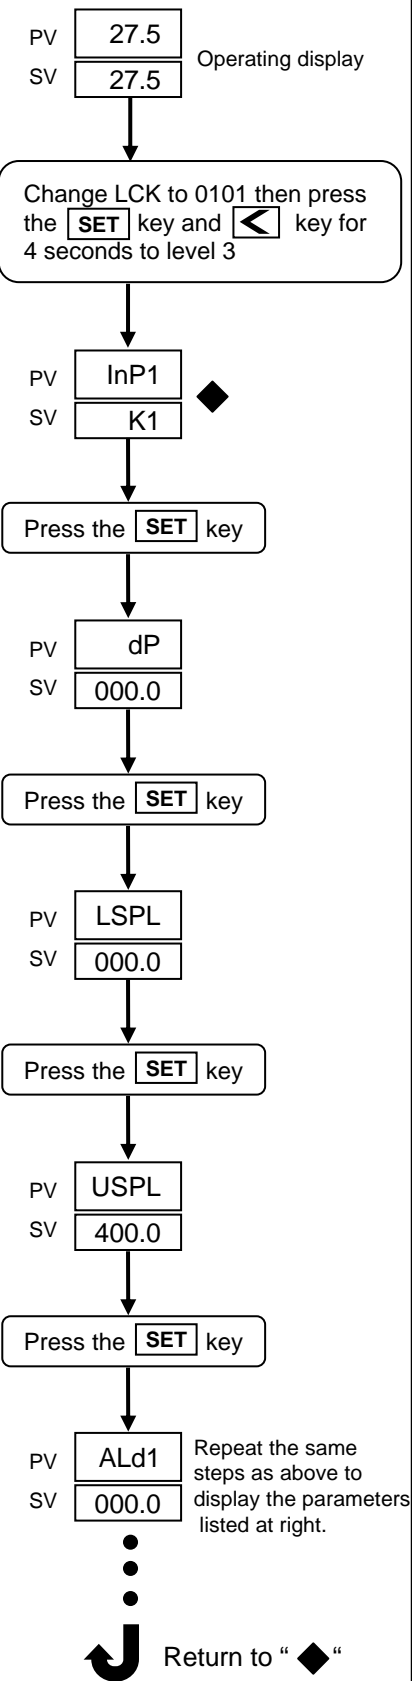 PV 27.5
SV 27.5
Operating display
Change LCK to 0101 then press
the SET key and < key for
4 seconds to level 3
PV InP1
SV K1
Press the SET key
PV dP
SV 000.0
Press the SET key
PV LSPL
SV 000.0
Press the SET key
PV USPL
SV 400.0
Press the SET key
PV ALd1
SV 000.0
Repeat the same
steps as above to
display the parameters
listed at right.
Return to “ ◆ “